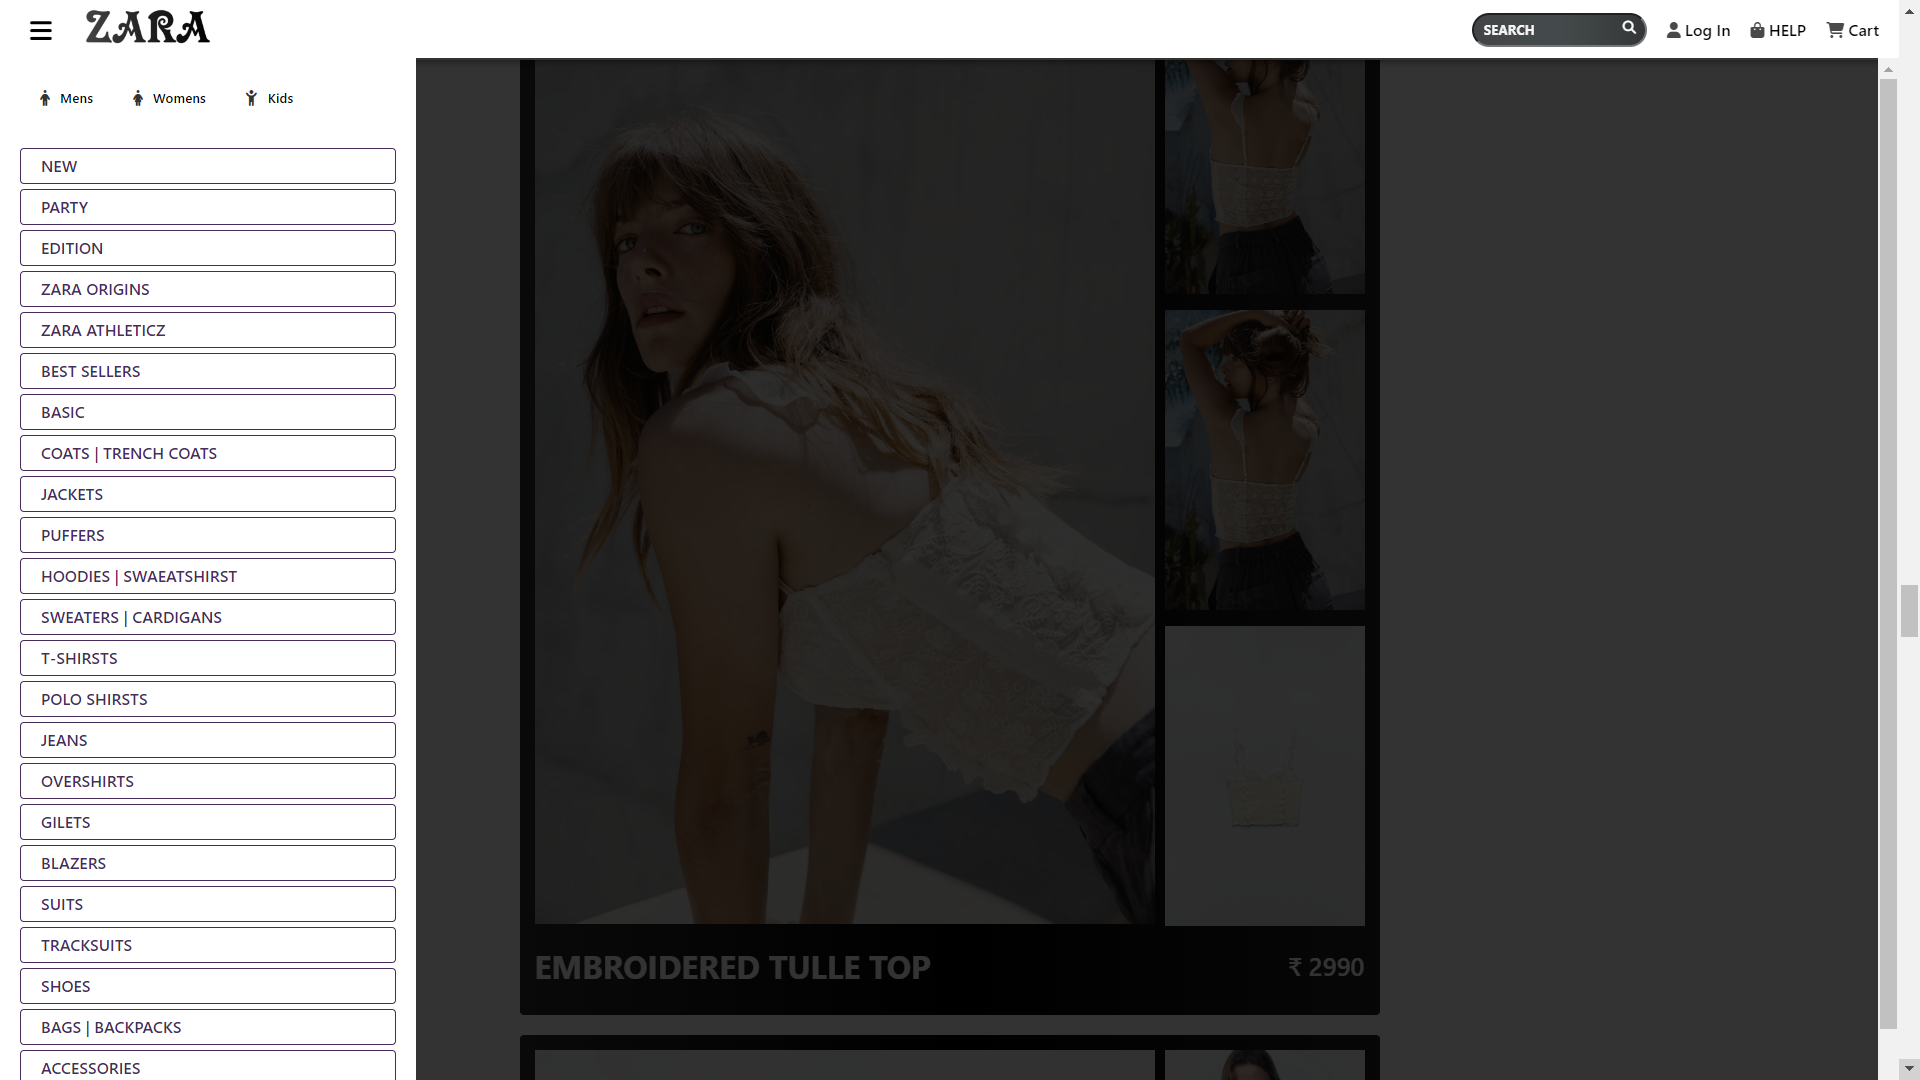 ZARA
SEARCH
Log In
HELP
Cart
Mens
Womens
Kids
NEW
PARTY
EDITION
ZARA ORIGINS
ZARA ATHLETICZ
BEST SELLERS
BASIC
COATS | TRENCH COATS
JACKETS
PUFFERS
HOODIES | SWAEATSHIRST
SWEATERS | CARDIGANS
T-SHIRSTS
POLO SHIRSTS
JEANS
OVERSHIRTS
GILETS
BLAZERS
SUITS
TRACKSUITS
SHOES
BAGS | BACKPACKS
ACCESSORIES
EMBROIDERED TULLE TOP
₹ 2990